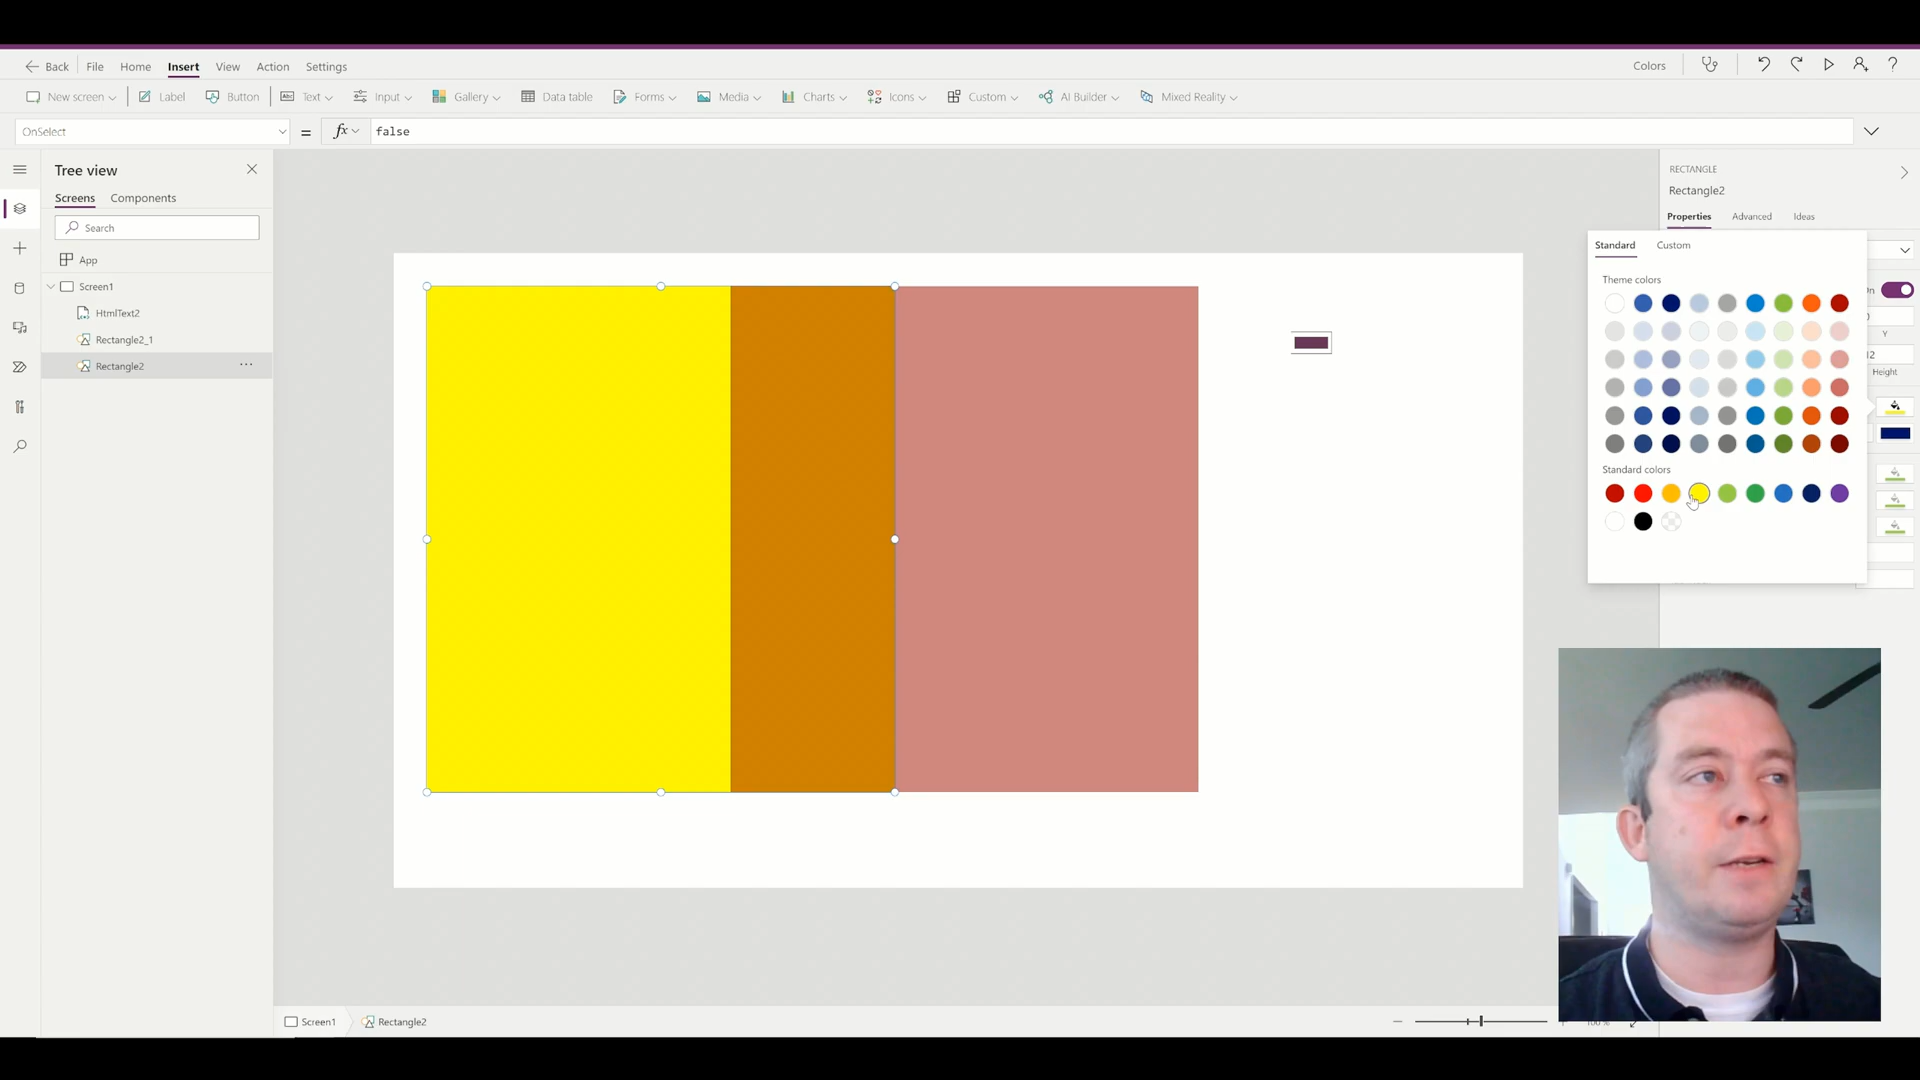 Back File Home Insert View Action Settings Colors
New screen Label Button Text Input Gallery Data table Forms Media Charts Icons Custom AI Builder Mixed Reality
OnSelect = fx false
Tree view
Screens Components
Search
App
Screen1
HtmlText2
Rectangle2_1
Rectangle2
RECTANGLE
Rectangle2
Properties Advanced Ideas
Standard Custom
Theme colors
Y
Height
Standard colors
Screen1 Rectangle2